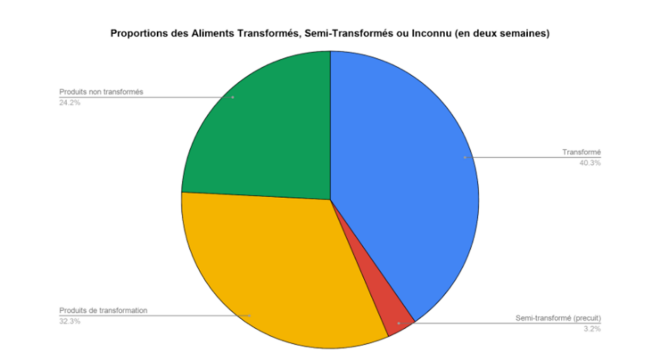 Proportions des Aliments Transformés, Semi-Transformés ou Inconnu (en deux semaines)
Produits non transformés
24.2%
Transformé
40.3%
Produits de transformation
32.3%
Semi-transformé (precuit)
3.2%